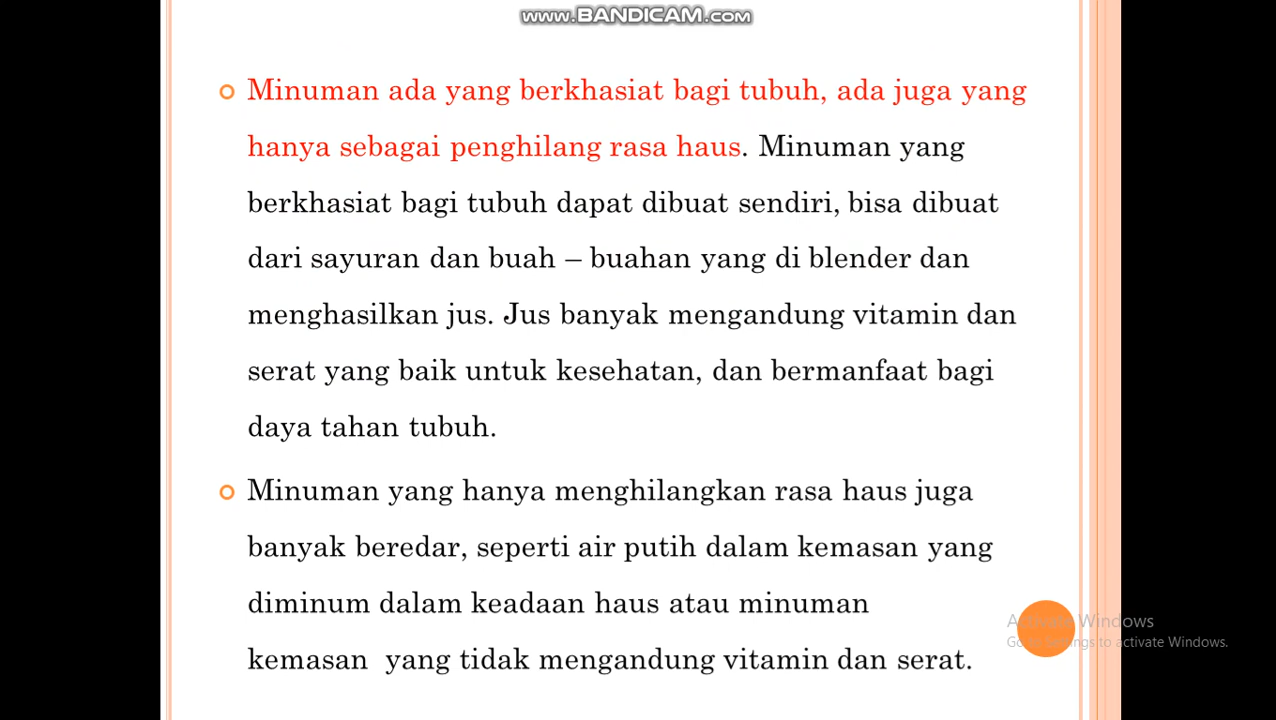 www.BANDICAM.com
Minuman ada yang berkhasiat bagi tubuh, ada juga yang
hanya sebagai penghilang rasa haus. Minuman yang
berkhasiat bagi tubuh dapat dibuat sendiri, bisa dibuat
dari sayuran dan buah – buahan yang di blender dan
menghasilkan jus. Jus banyak mengandung vitamin dan
serat yang baik untuk kesehatan, dan bermanfaat bagi
daya tahan tubuh.
Minuman yang hanya menghilangkan rasa haus juga
banyak beredar, seperti air putih dalam kemasan yang
diminum dalam keadaan haus atau minuman
kemasan  yang tidak mengandung vitamin dan serat.
Activate Windows
Go to Settings to activate Windows.